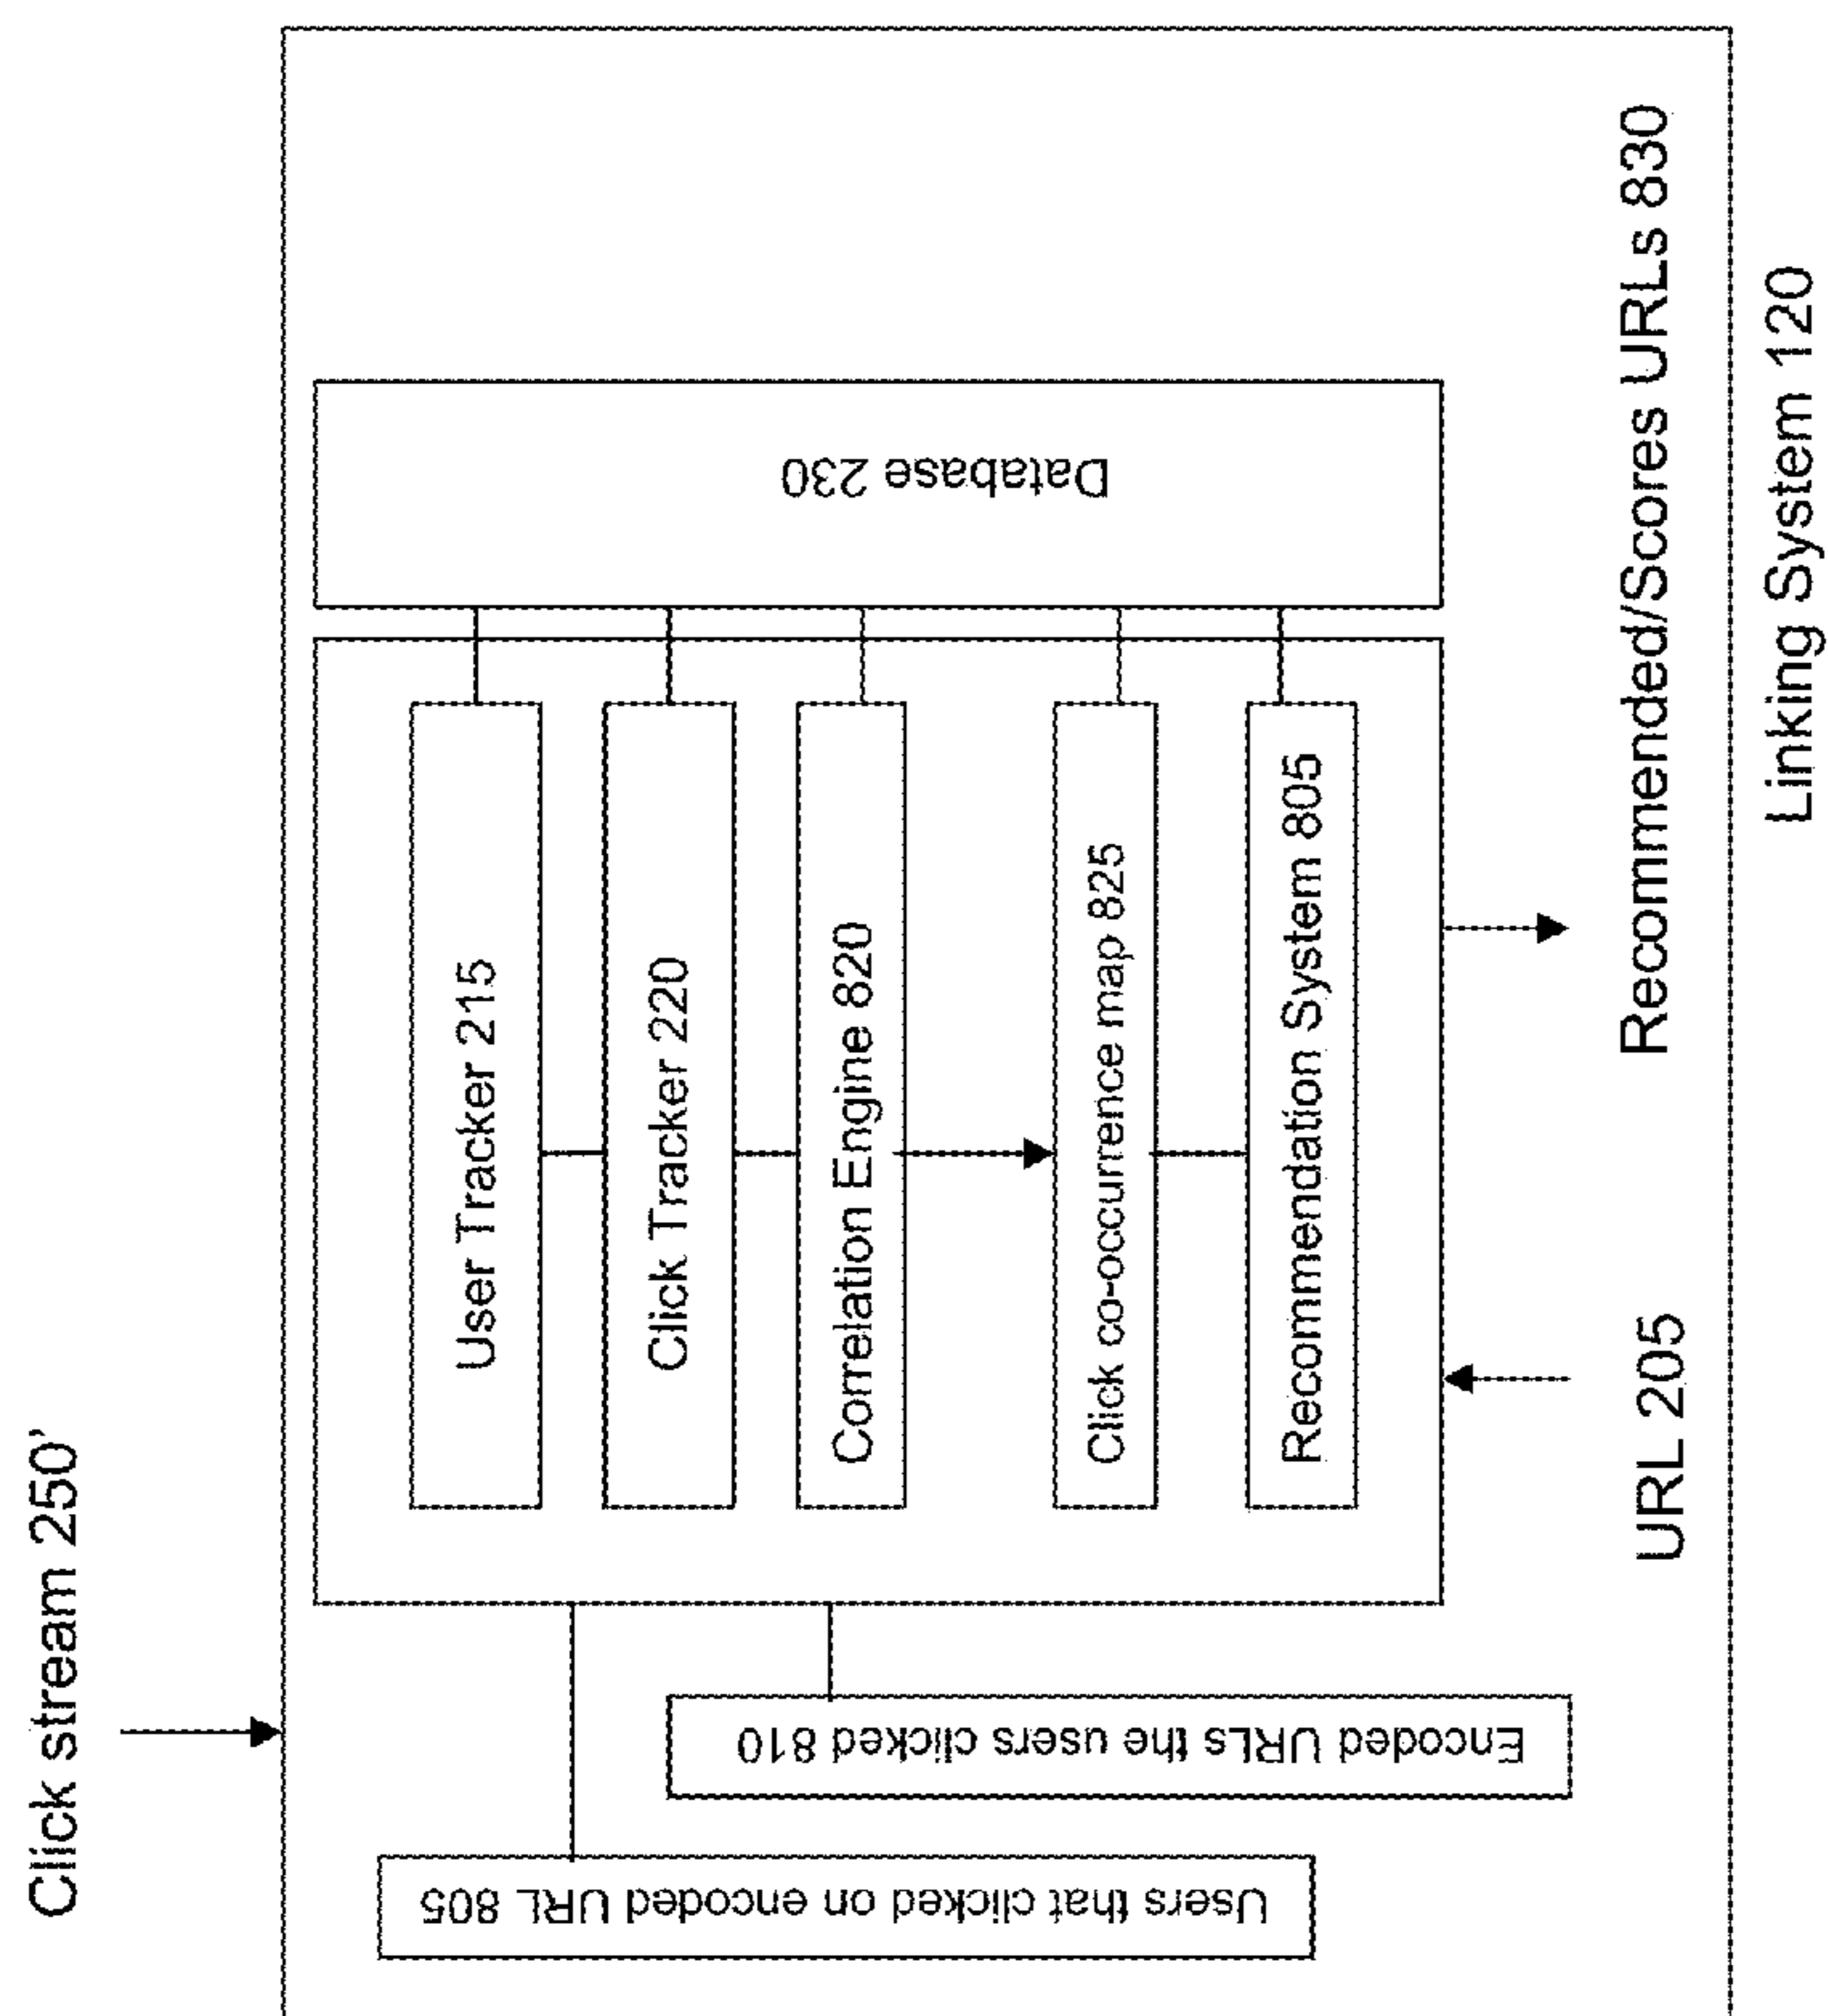 Click stream 250'
Users that clicked on encoded URL 805
Encoded URLs the users clicked 810
User Tracker 215
Click Tracker 220
Correlation Engine 820
Click co-occurrence map 825
Recommendation System 805
Database 230
URL 205
Recommended/Scores URLs 830
Linking System 120